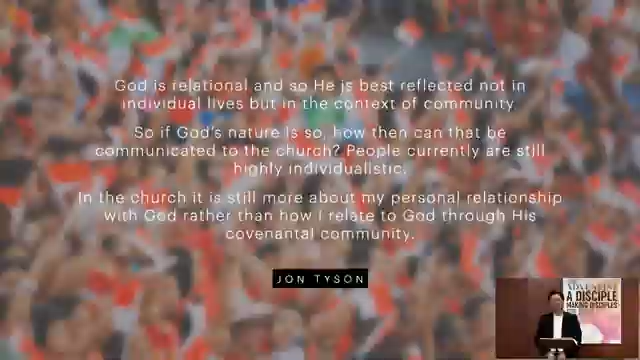 God is relational and so He is best reflected not in
individual lives but in the context of community
So if God's nature is so, how then can that be
communicated to the church? People currently are still
highly individualistic.
In the church it is still more about my personal relationship
with God rather than how I relate to God through His
covenantal community.
JON TYSON
A DISCIPLE
MAKING DISCIPLES